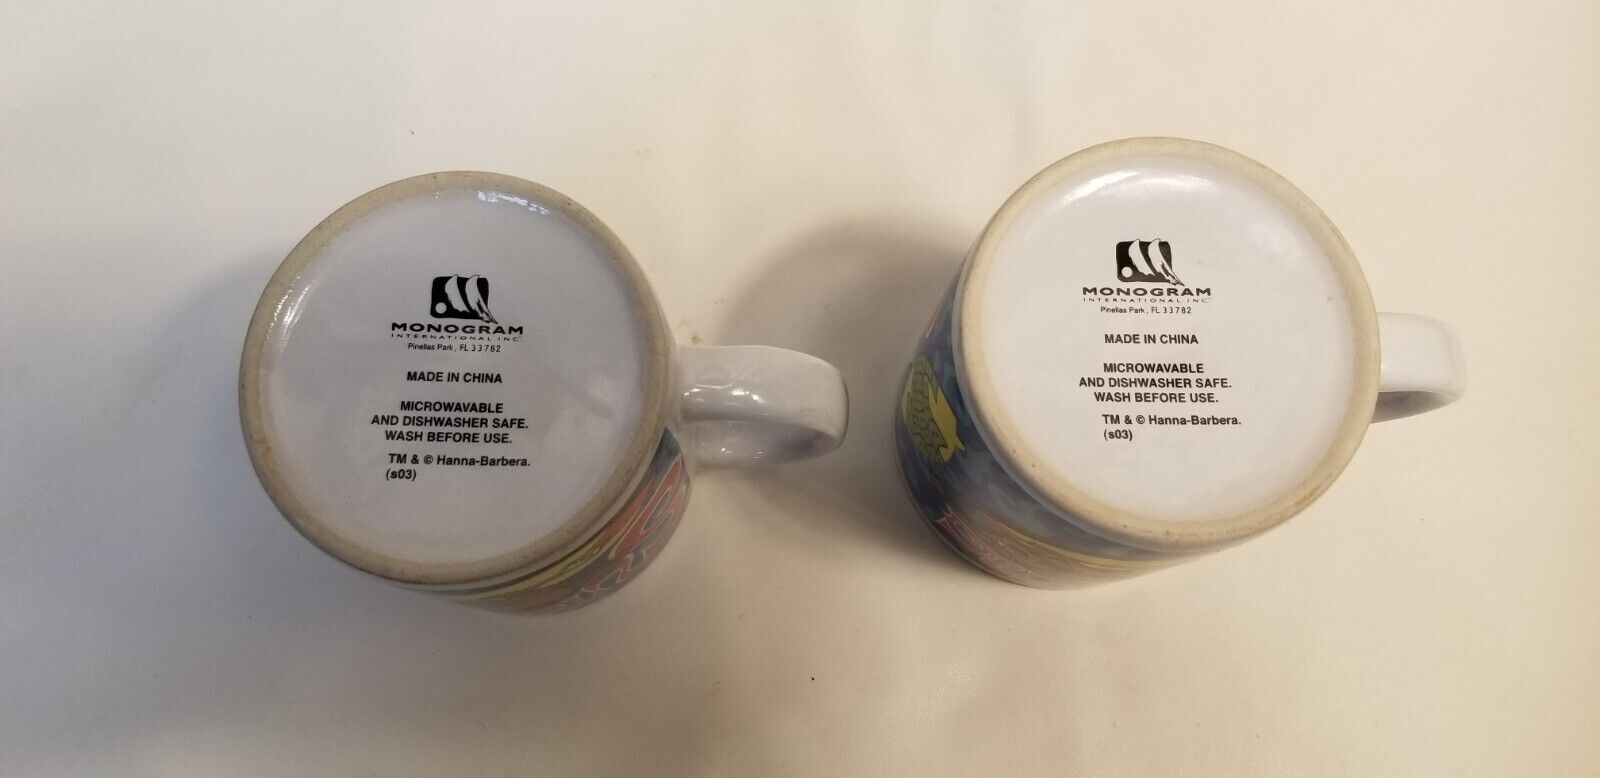 MONOGRAM
INTERNATIONAL INC™
Pinellas Park, FL 33782
MADE IN CHINA
MICROWAVABLE
AND DISHWASHER SAFE.
WASH BEFORE USE.
TM & © Hanna-Barbera.
(s03)
MONOGRAM
INTERNATIONAL INC™
Pinellas Park, FL 33782
MADE IN CHINA
MICROWAVABLE
AND DISHWASHER SAFE.
WASH BEFORE USE.
TM & © Hanna-Barbera.
(s03)